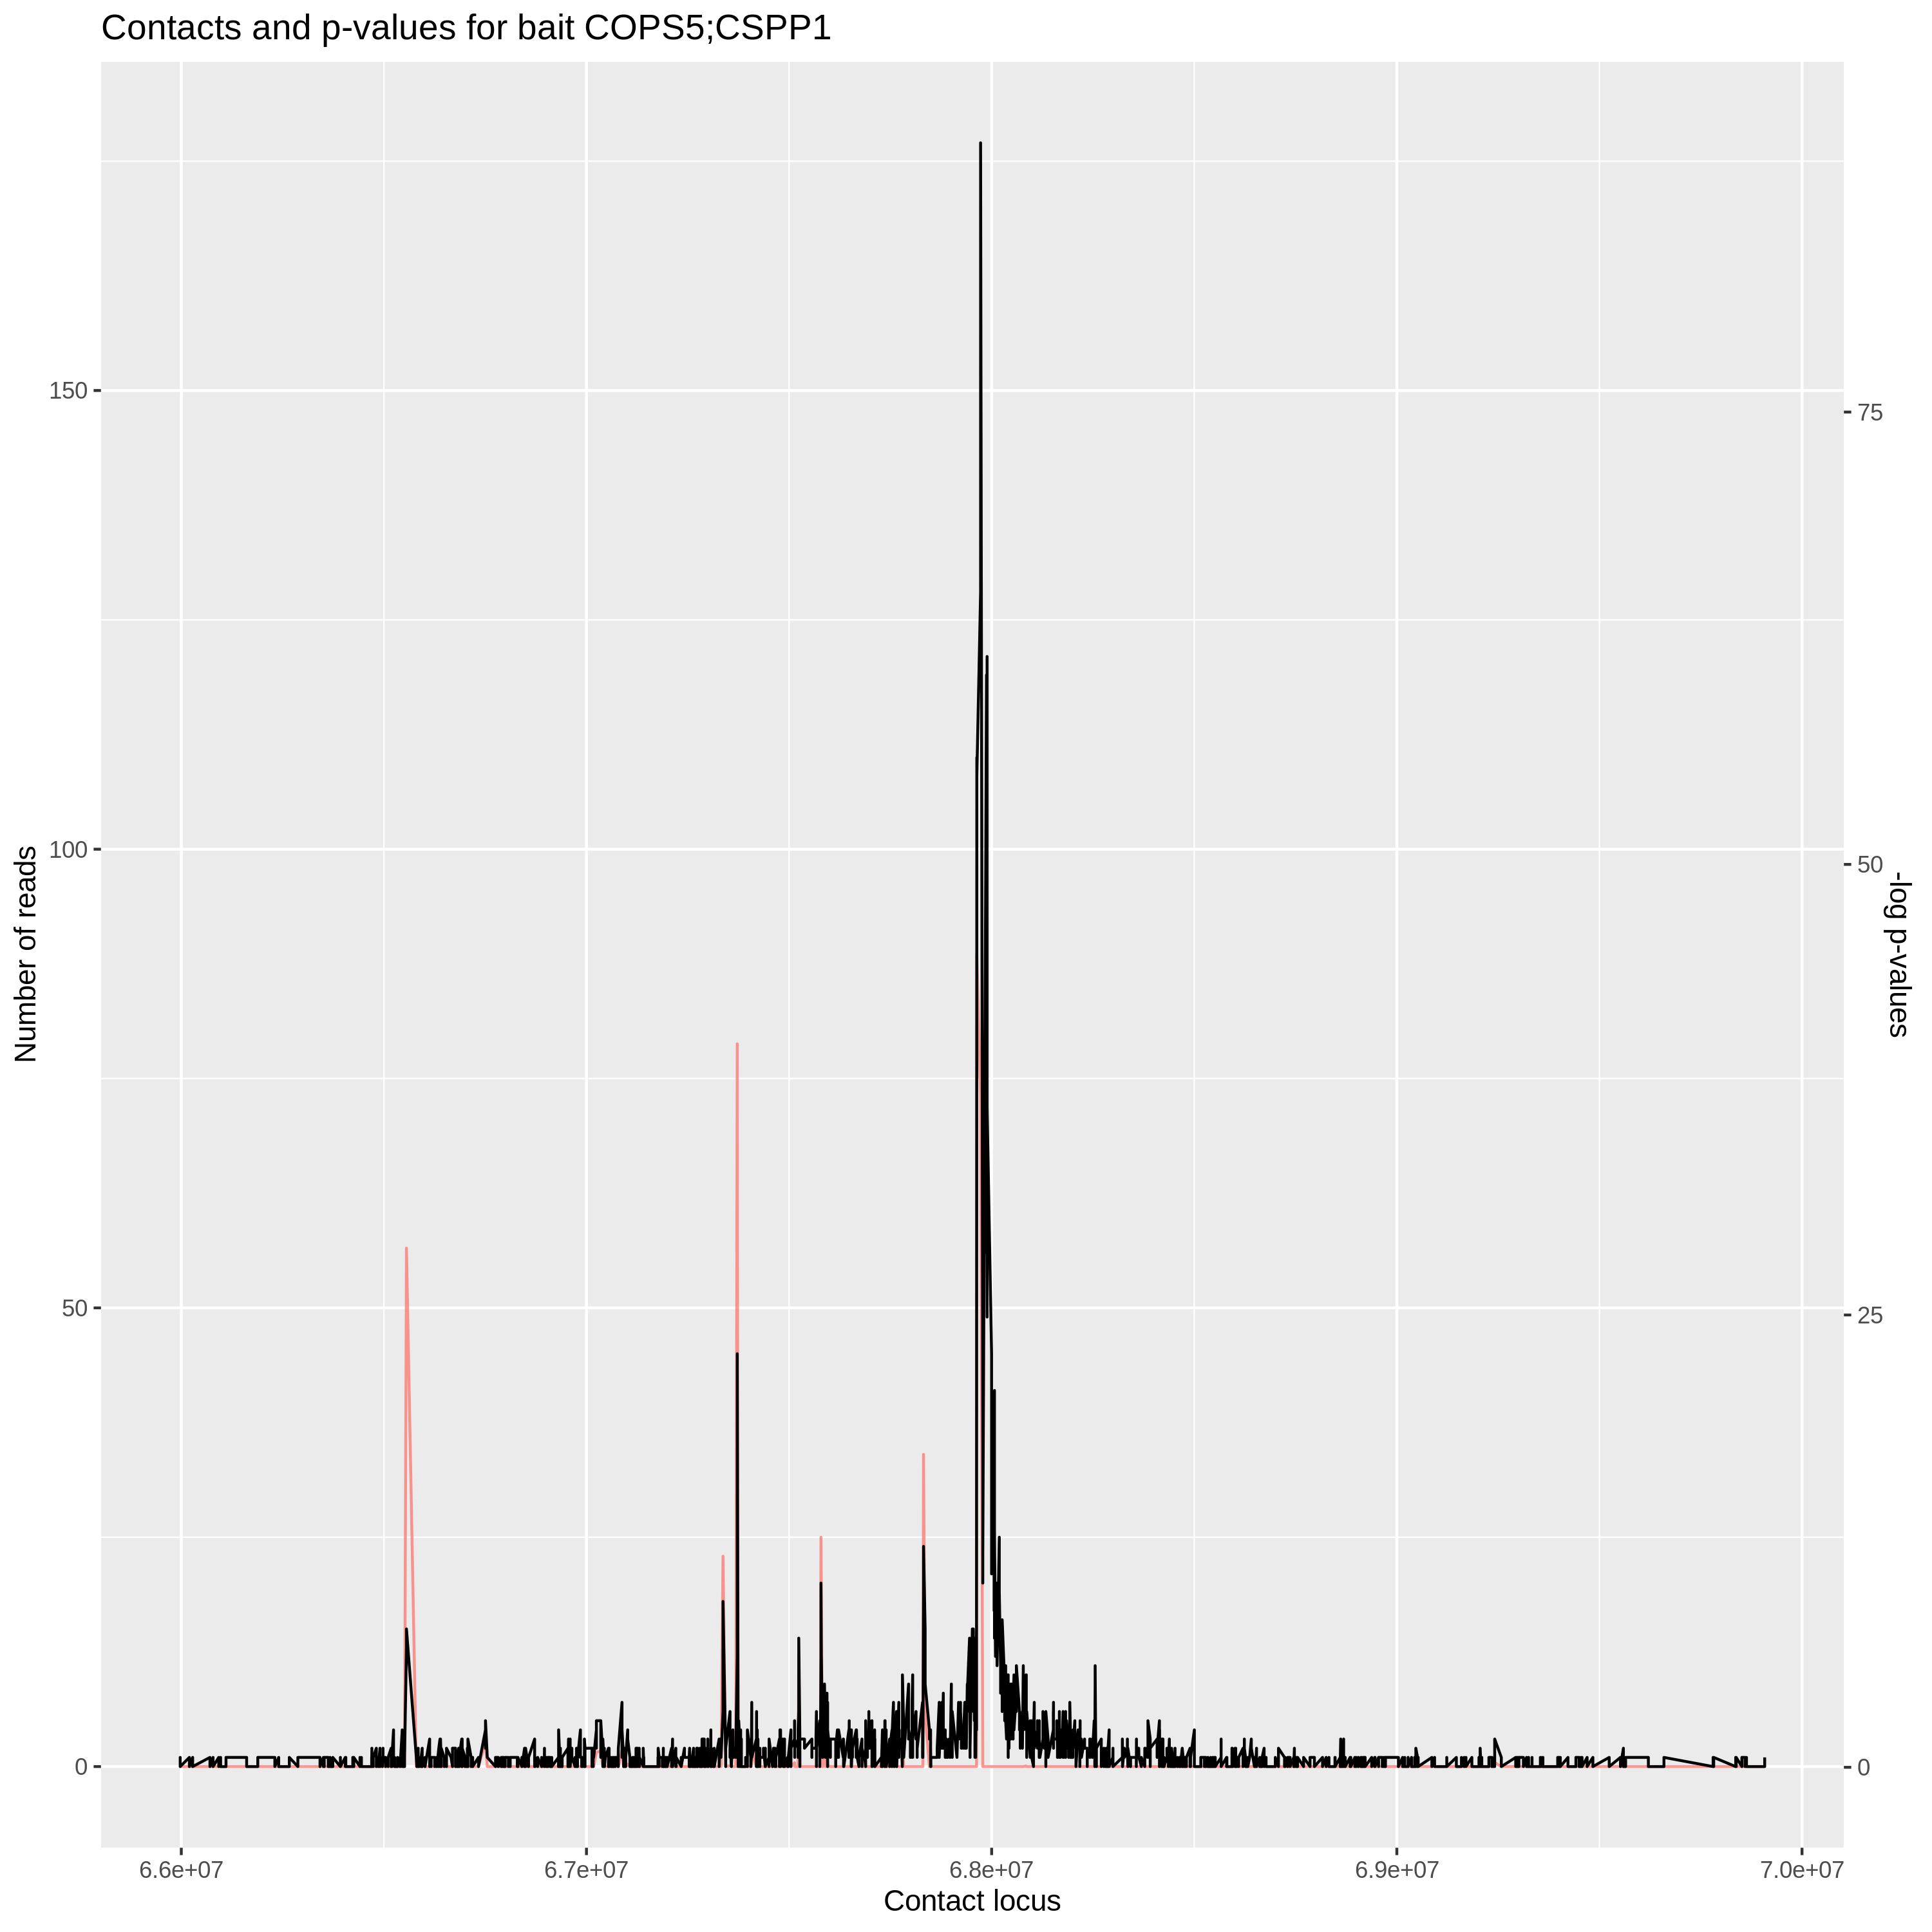 Contacts and p-values for bait COPS5;CSPP1
Number of reads
150
100
50
0
75
50
25
0
-log p-values
6.6e+07 6.7e+07 6.8e+07 6.9e+07 7.0e+07
Contact locus